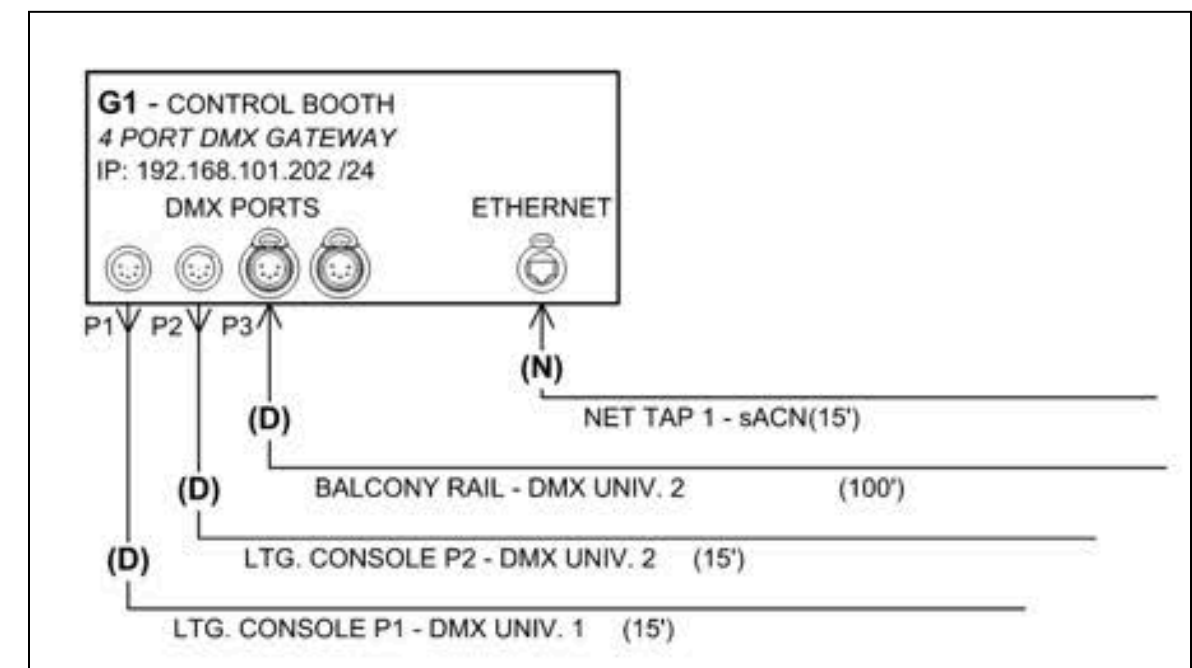 G1 - CONTROL BOOTH
4 PORT DMX GATEWAY
IP: 192.168.101.202 /24
DMX PORTS ETHERNET
P1 P2 P3
(N)
NET TAP 1 - sACN(15')
(D)
BALCONY RAIL - DMX UNIV. 2 (100')
(D)
LTG. CONSOLE P2 - DMX UNIV. 2 (15')
(D)
LTG. CONSOLE P1 - DMX UNIV. 1 (15')